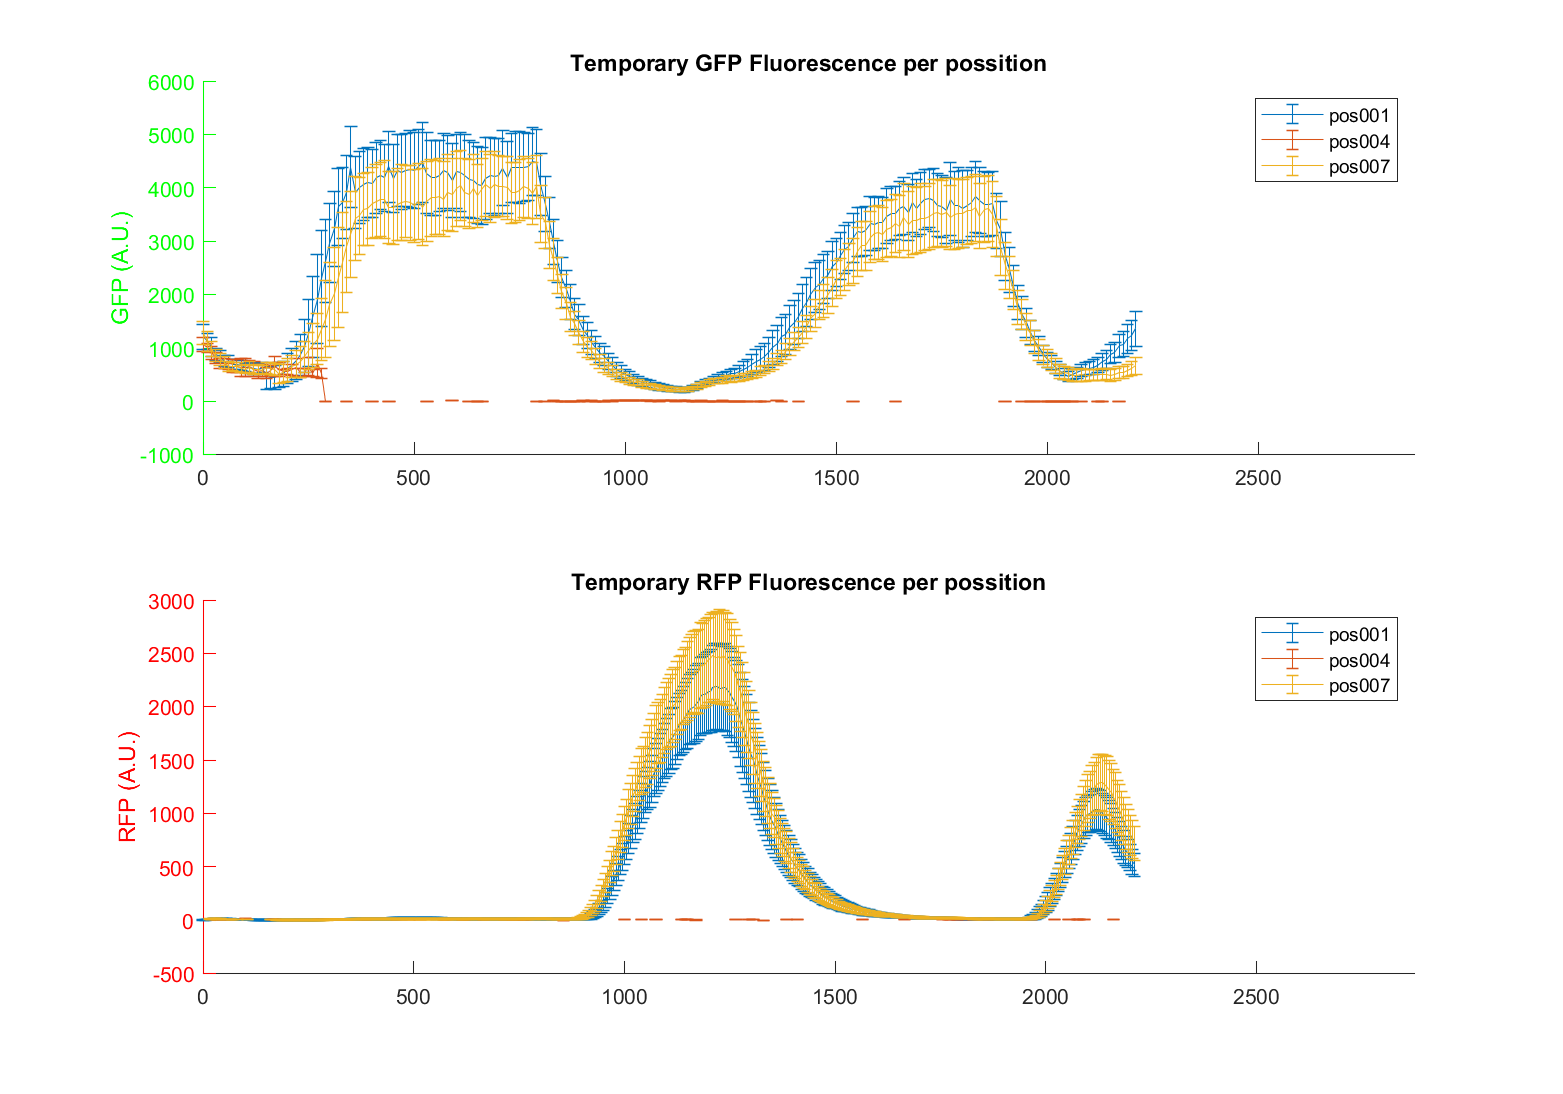 Temporary GFP Fluorescence per possition
6000
5000
4000
3000
2000
1000
0
-1000
GFP (A.U.)
0 500 1000 1500 2000 2500
pos001
pos004
pos007
Temporary RFP Fluorescence per possition
3000
2500
2000
1500
1000
500
0
-500
RFP (A.U.)
0 500 1000 1500 2000 2500
pos001
pos004
pos007